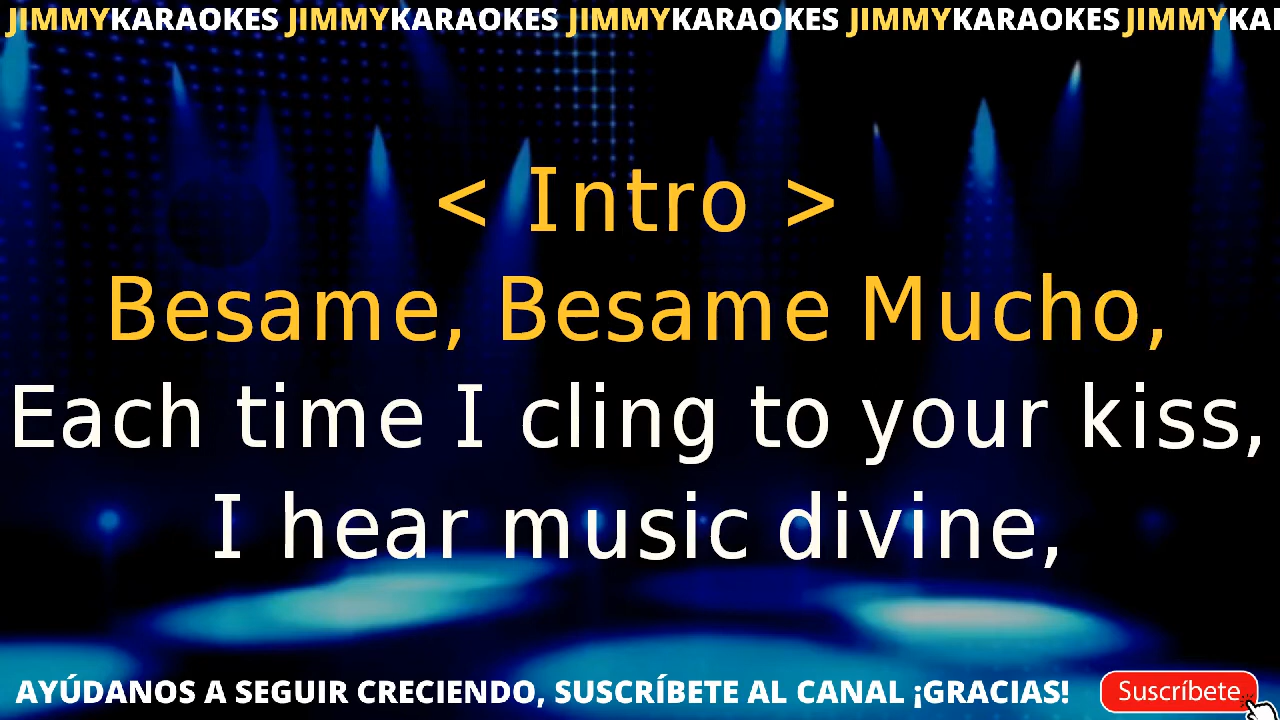 JIMMYKARAOKES JIMMYKARAOKES JIMMYKARAOKES JIMMYKARAOKES JIMMYKA
< Intro >
Besame, Besame Mucho,
Each time I cling to your kiss,
I hear music divine,
AYÚDANOS A SEGUIR CRECIENDO, SUSCRÍBETE AL CANAL ¡GRACIAS! Suscríbete